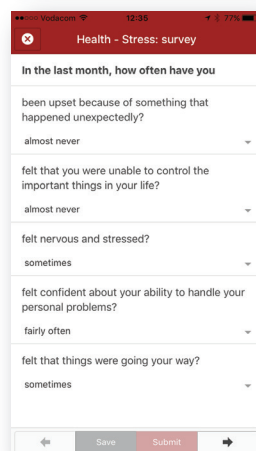 Vodacom 12:35 77%
Health - Stress: survey
In the last month, how often have you
been upset because of something that
happened unexpectedly?
almost never
felt that you were unable to control the
important things in your life?
almost never
felt nervous and stressed?
sometimes
felt confident about your ability to handle your
personal problems?
fairly often
felt that things were going your way?
sometimes
Save Submit